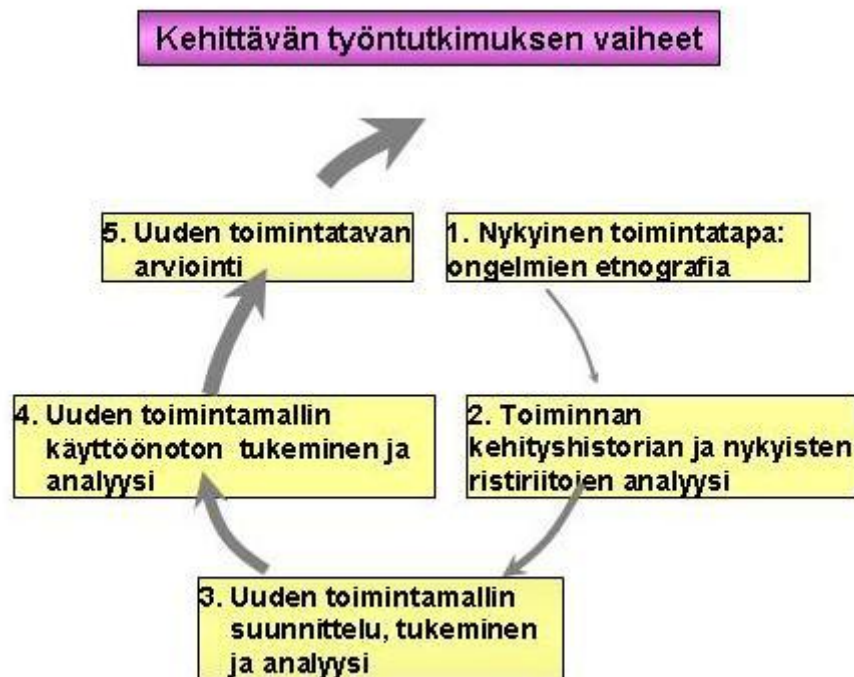 Kehittävän työntutkimuksen vaiheet
1. Nykyinen toimintatapa:
ongelmien etnografia
2. Toiminnan
kehityshistorian ja nykyisten
ristiriitojen analyysi
3. Uuden toimintamallin
suunnittelu, tukeminen
ja analyysi
4. Uuden toimintamallin
käyttöönoton tukeminen ja
analyysi
5. Uuden toimintatavan
arviointi